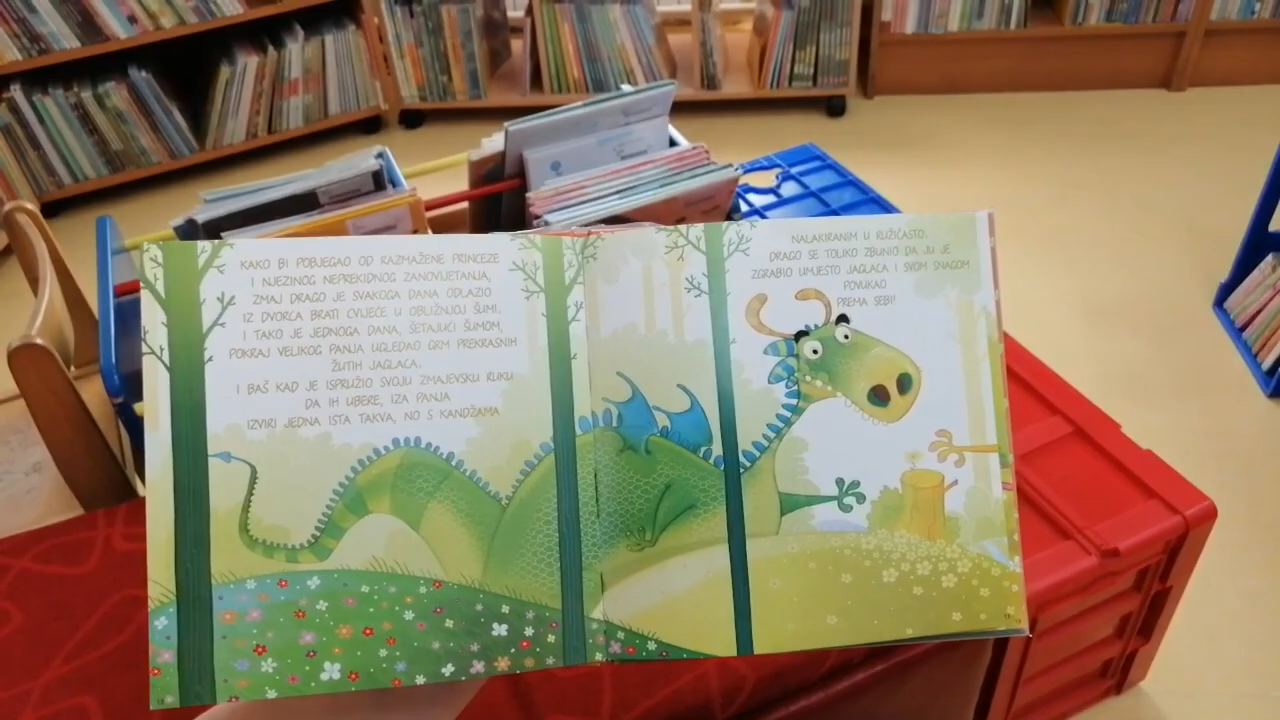 KAKO BI POBJEGAO OD RAZMAŽENE PRINCEZE
I NJEZINOG NEPREKIDNOG ZANOVIJETANJA,
ZMAJ DRAGO JE SVAKOGA DANA ODLAZIO
IZ DVORCA BRATI CVIJEĆE U OBLIŽNJOJ ŠUMI.
I TAKO JE JEDNOGA DANA, ŠETAJUĆI ŠUMOM,
POKRAJ VELIKOG PANJA UGLEDAO GRM PREKRASNIH
ŽUTIH JAGLACA.
I BAŠ KAD JE ISPRUŽIO SVOJU ZMAJEVSKU RUKU
DA IH UBERE, IZA PANJA
IZVIRI JEDNA ISTA TAKVA, NO S KANDŽAMA
NALAKIRANIM U RUŽIČASTO.
DRAGO SE TOLIKO ZBUNIO DA JU JE
ZGRABIO UMJESTO JAGLACA I SVOM SNAGOM
POVUKAO
PREMA SEBI!